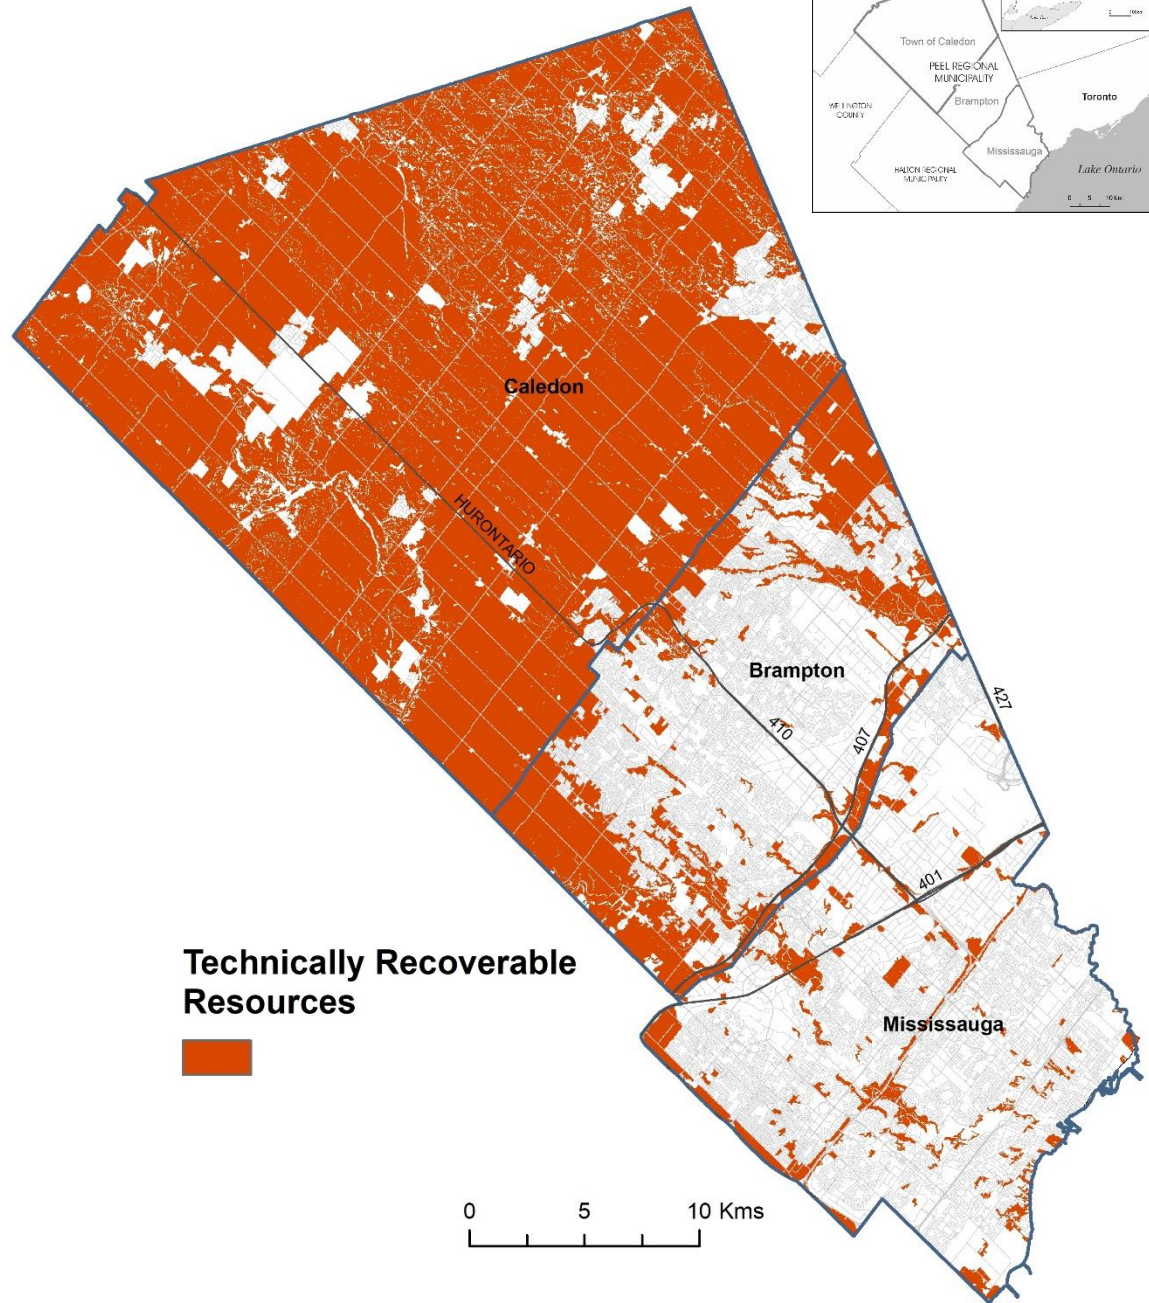 100km
Town of Caledon
PEEL REGIONAL
MUNICIPALITY
WELLINGTON
COUNTY
Brampton
Toronto
Mississauga
HALTON REGIONAL
MUNICIPALITY
Lake Ontario
0 5 10 km
Caledon
HURONTARIO
Brampton
427
410
407
401
Technically Recoverable
Resources
Mississauga
0 5 10 Kms